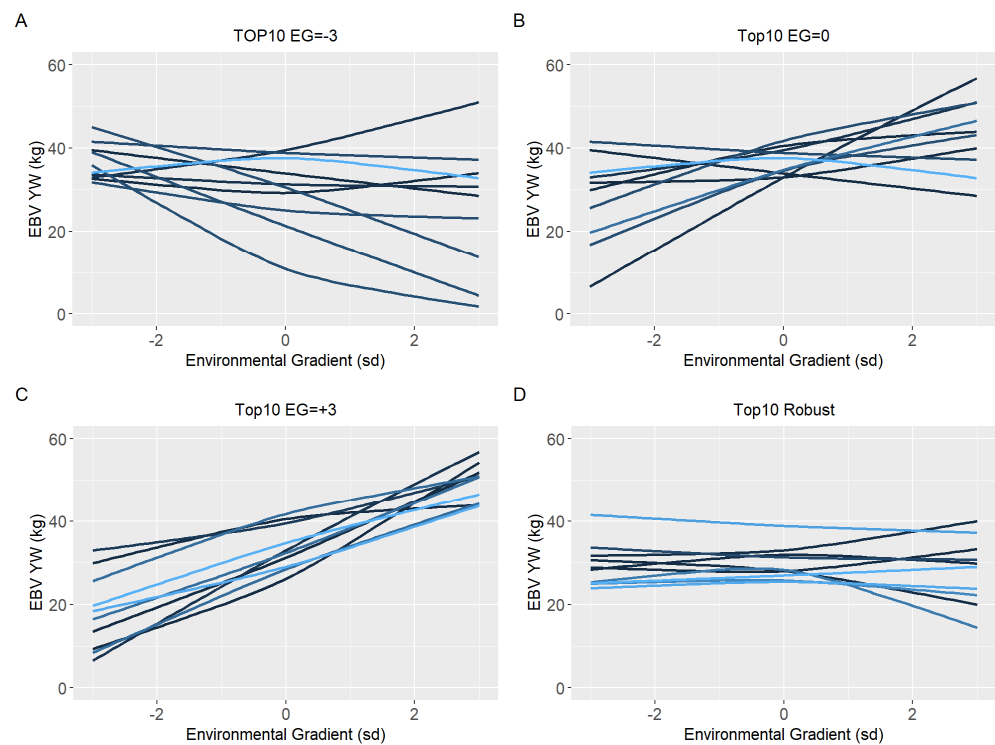 A
TOP10 EG=-3
EBV YW (kg)
60
40
20
0
-2 0 2
Environmental Gradient (sd)
B
Top10 EG=0
EBV YW (kg)
60
40
20
0
-2 0 2
Environmental Gradient (sd)
C
Top10 EG=+3
EBV YW (kg)
60
40
20
0
-2 0 2
Environmental Gradient (sd)
D
Top10 Robust
EBV YW (kg)
60
40
20
0
-2 0 2
Environmental Gradient (sd)